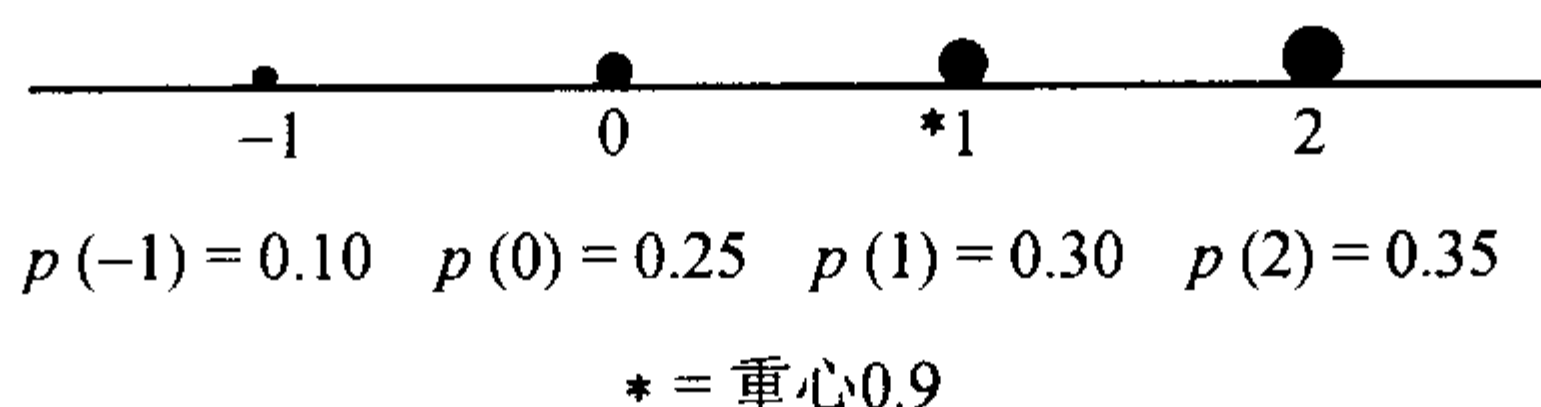 −1 0 *1 2
p (−1) = 0.10 p (0) = 0.25 p (1) = 0.30 p (2) = 0.35
* = 重心0.9